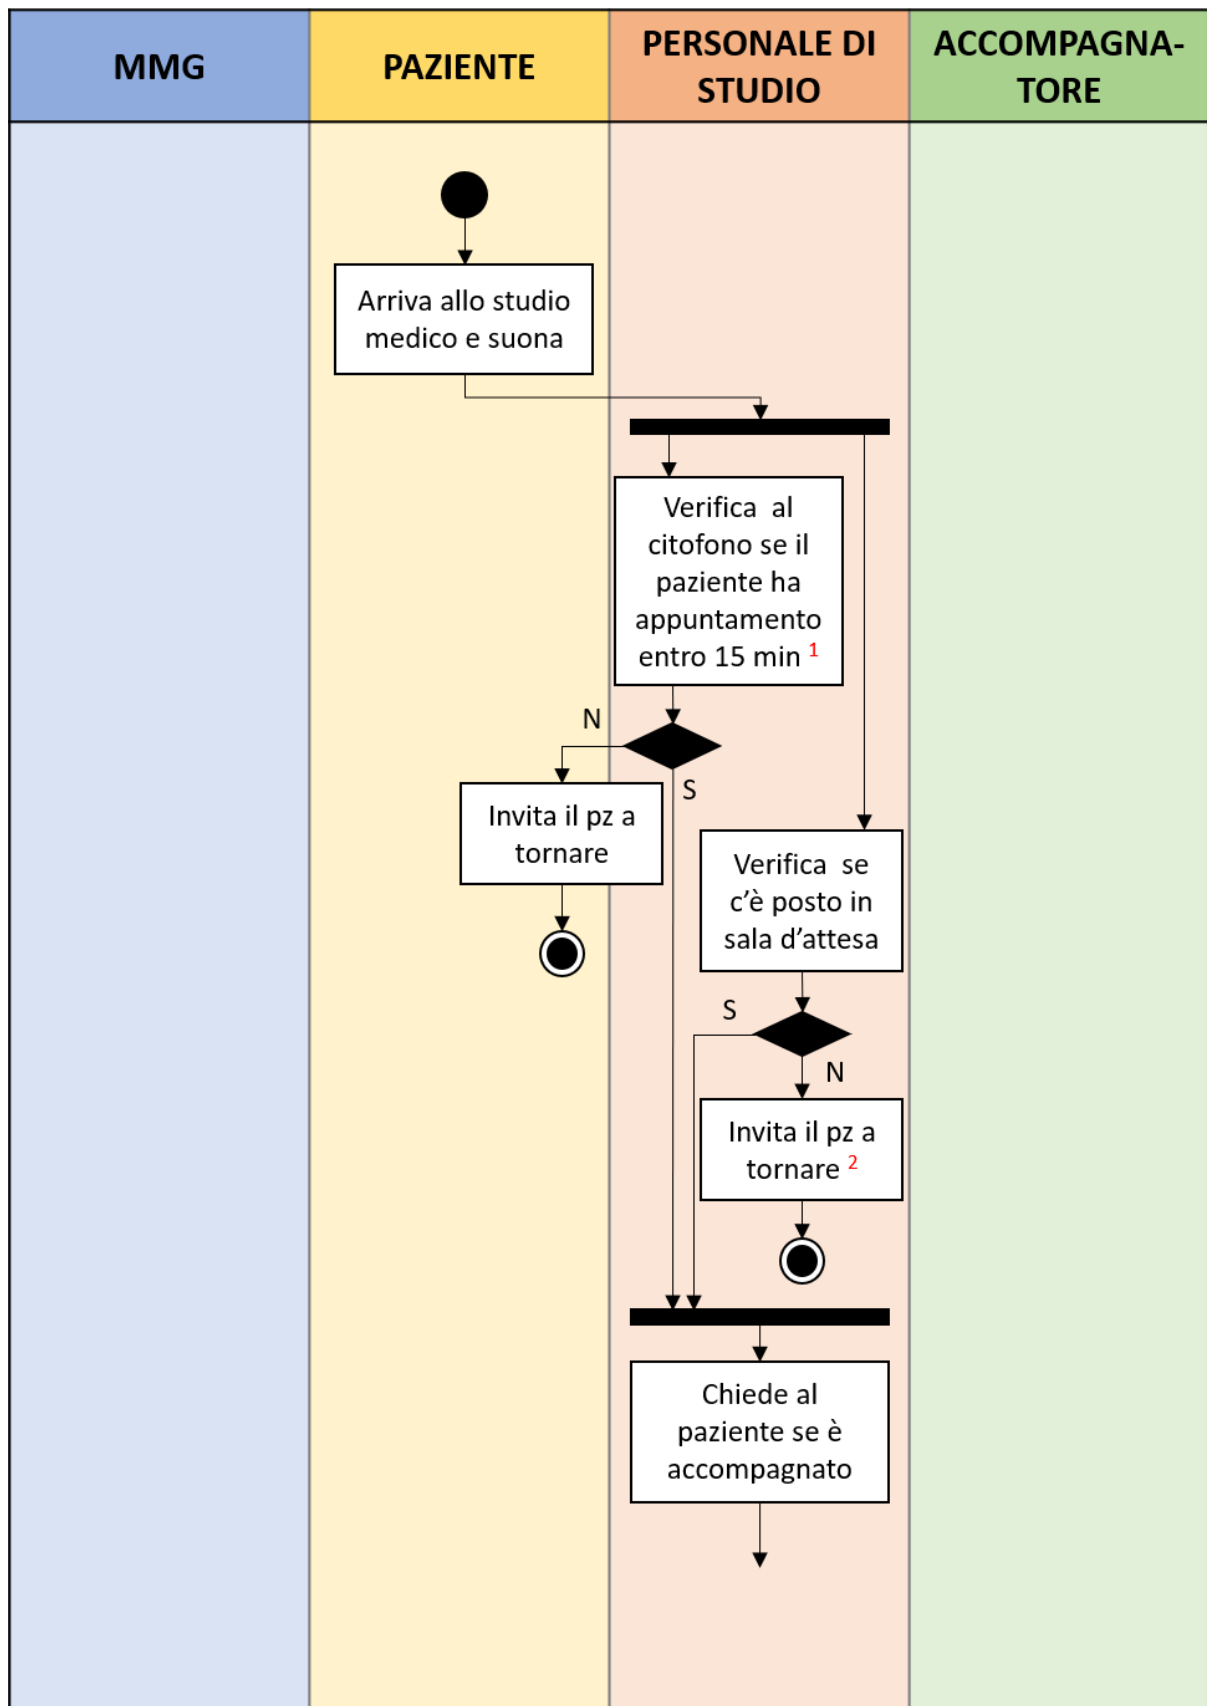 MMG
PAZIENTE
PERSONALE DI
STUDIO
ACCOMPAGNA-
TORE
Arriva allo studio
medico e suona
Verifica al
citofono se il
paziente ha
appuntamento
entro 15 min 1
N
S
Invita il pz a
tornare
Verifica se
c'è posto in
sala d'attesa
S
N
Invita il pz a
tornare 2
Chiede al
paziente se è
accompagnato